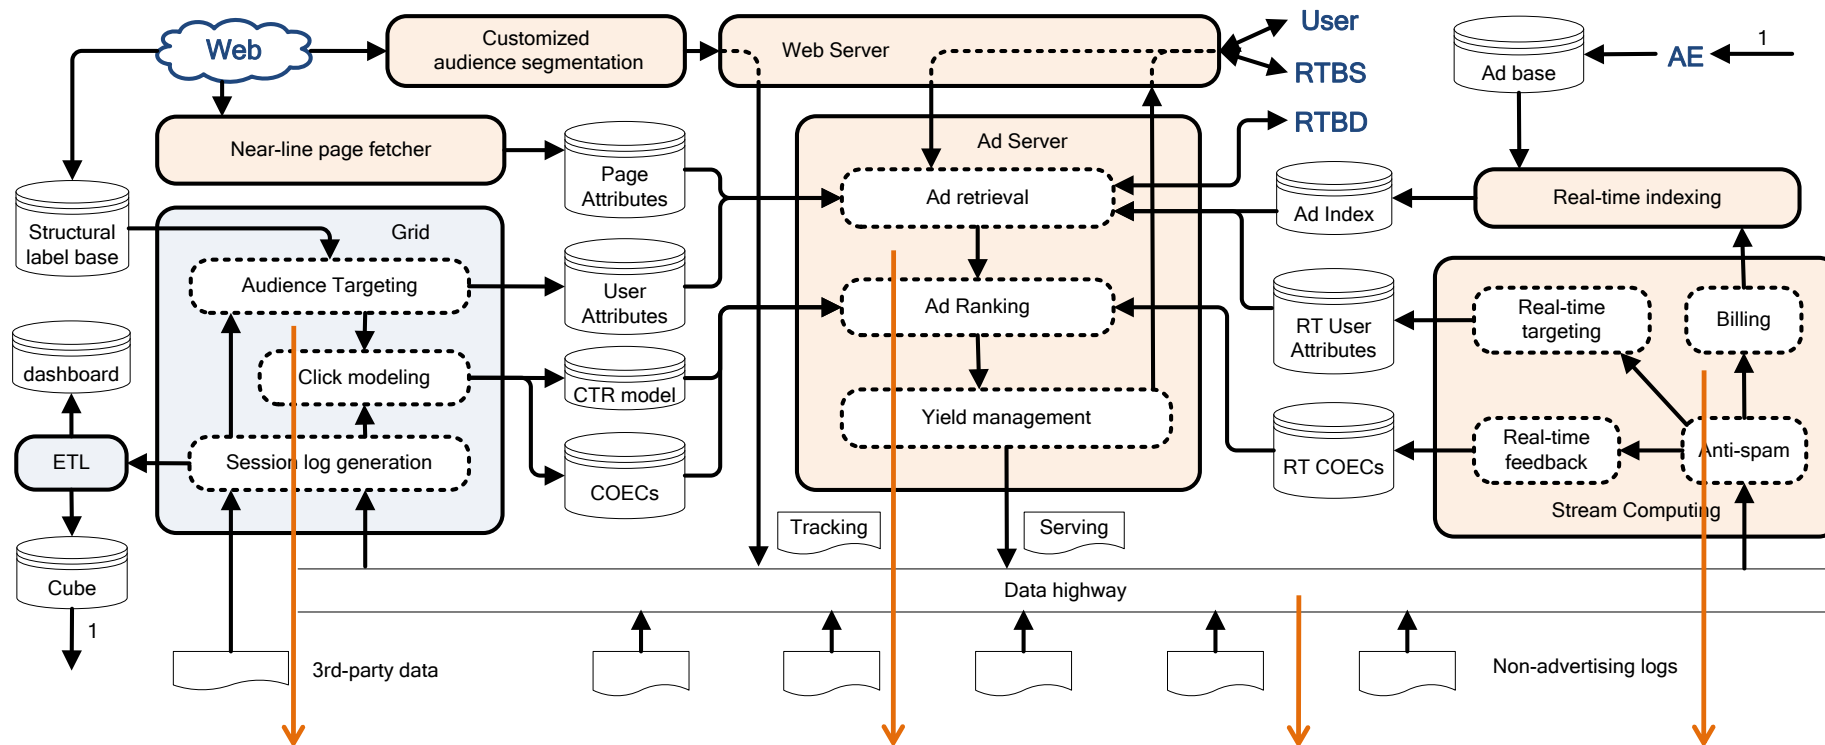 Web
Customized
audience segmentation
Web Server
User
RTBS
RTBD
Ad base
AE
1
Near-line page fetcher
Page
Attributes
Ad Server
Ad retrieval
Ad Index
Real-time indexing
Structural
label base
Grid
Audience Targeting
User
Attributes
Ad Ranking
RT User
Attributes
Real-time
targeting
Billing
dashboard
Click modeling
CTR model
Yield management
ETL
Session log generation
COECs
RT COECs
Real-time
feedback
Anti-spam
Stream Computing
Tracking
Serving
Cube
Data highway
1
3rd-party data
Non-advertising logs